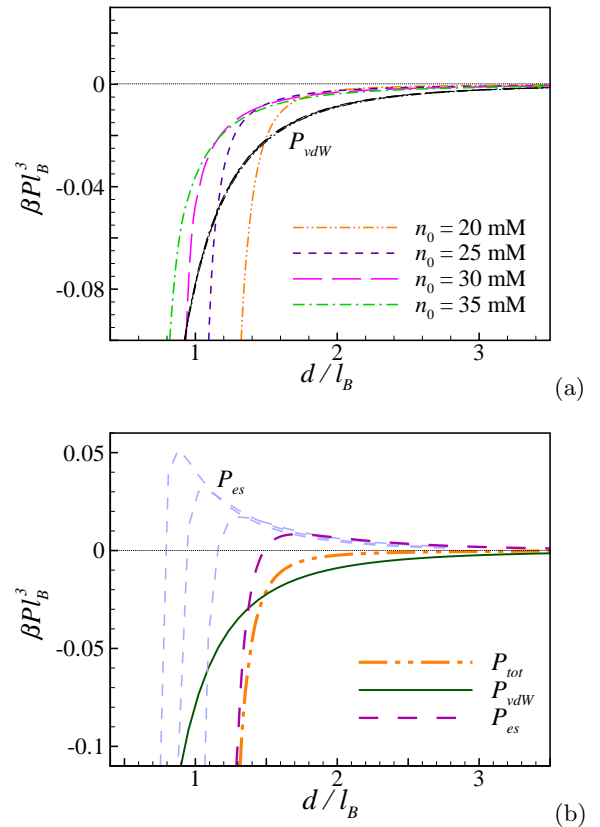 0
-0.04
-0.08
βPl_B^3
P_vdW
n_0 = 20 mM
n_0 = 25 mM
n_0 = 30 mM
n_0 = 35 mM
1 2 3
d / l_B
(a)
0.05
0
-0.05
-0.1
βPl_B^3
P_es
P_tot
P_vdW
P_es
1 2 3
d / l_B
(b)